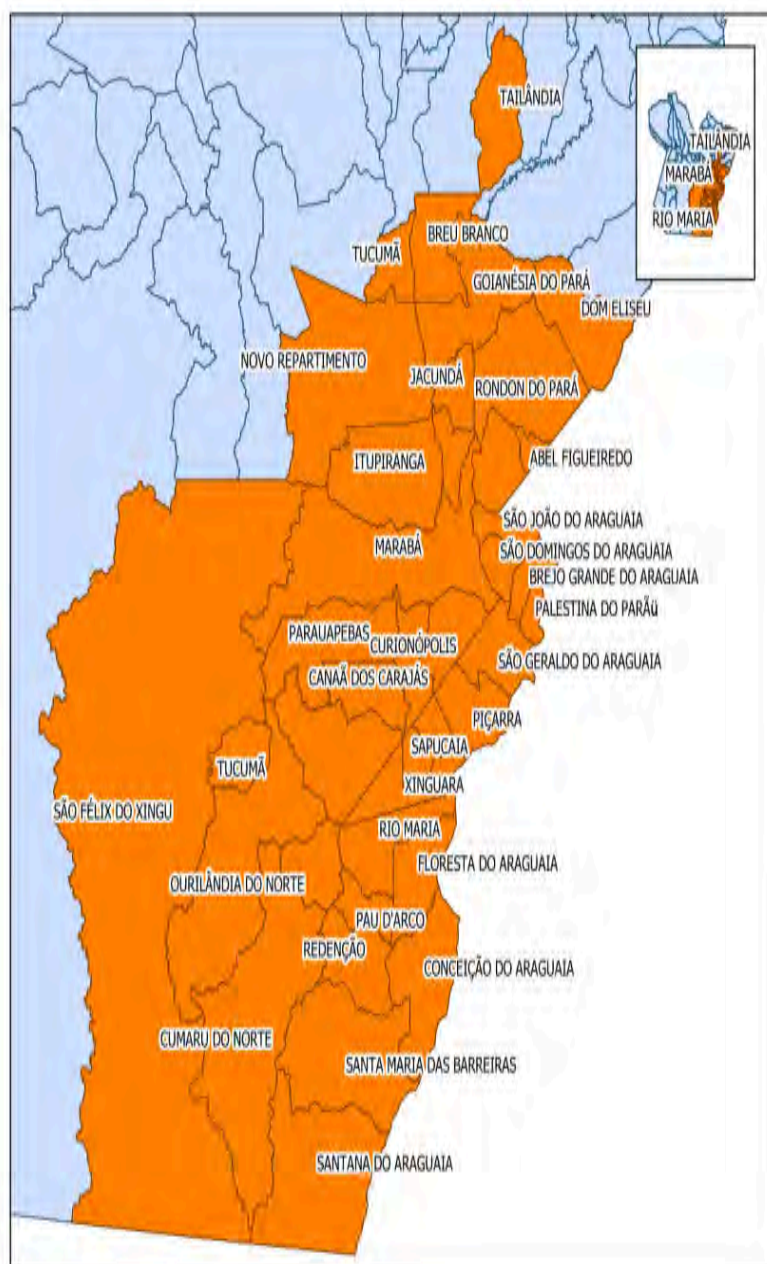 TAILÂNDIA
TAILÂNDIA
MARABÁ
RIO MARIA
BREU BRANCO
TUCUMÃ
GOIANÉSIA DO PARÁ
DOM ELISEU
NOVO REPARTIMENTO
JACUNDÁ
RONDON DO PARÁ
ITUPIRANGA
ABEL FIGUEIREDO
SÃO JOÃO DO ARAGUAIA
MARABÁ
SÃO DOMINGOS DO ARAGUAIA
BREJO GRANDE DO ARAGUAIA
PALESTINA DO PARÃü
PARAUAPEBAS
CURIONÓPOLIS
SÃO GERALDO DO ARAGUAIA
CANAÃ DOS CARAJÁS
PIÇARRA
SAPUCAIA
TUCUMÃ
XINGUARA
SÃO FÉLIX DO XINGU
RIO MARIA
FLORESTA DO ARAGUAIA
OURILÂNDIA DO NORTE
PAU D'ARCO
REDENÇÃO
CONCEIÇÃO DO ARAGUAIA
CUMARU DO NORTE
SANTA MARIA DAS BARREIRAS
SANTANA DO ARAGUAIA